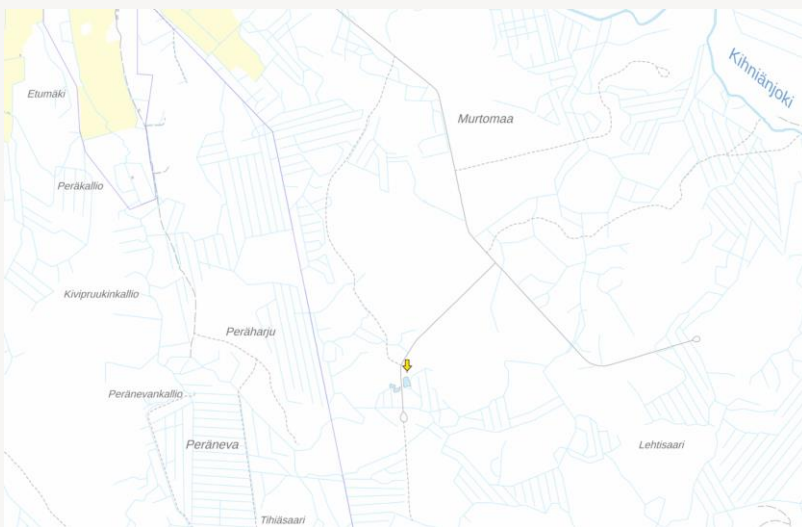 Kihniänjoki
Etumäki
Murtomaa
Peräkallio
Kivipruukinkallio
Peräharju
Peränevankallio
Peräneva
Lehtisaari
Tihiäsaari